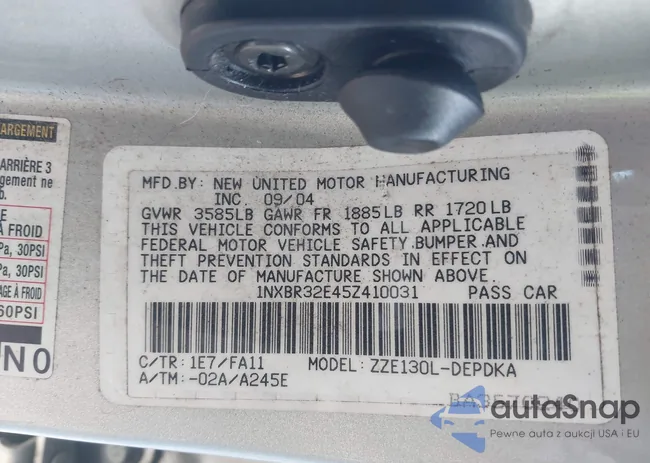 CHARGEMENT
ARRIÈRE 3
gement ne
b.
À FROID
Pa, 30PSI
Pa, 30PSI
AGE À FROID
60PSI
NO
MFD.BY: NEW UNITED MOTOR MANUFACTURING
INC. 09/04
GVWR 3585LB GAWR FR 1885LB RR 1720LB
THIS VEHICLE CONFORMS TO ALL APPLICABLE
FEDERAL MOTOR VEHICLE SAFETY,BUMPER,AND
THEFT PREVENTION STANDARDS IN EFFECT ON
THE DATE OF MANUFACTURE SHOWN ABOVE.
1NXBR32E45Z410031 PASS CAR
C/TR: 1E7/FA11 MODEL: ZZE130L-DEPDKA
A/TM: -02A/A245E
autoSnap
Pewne auta z aukcji USA i EU